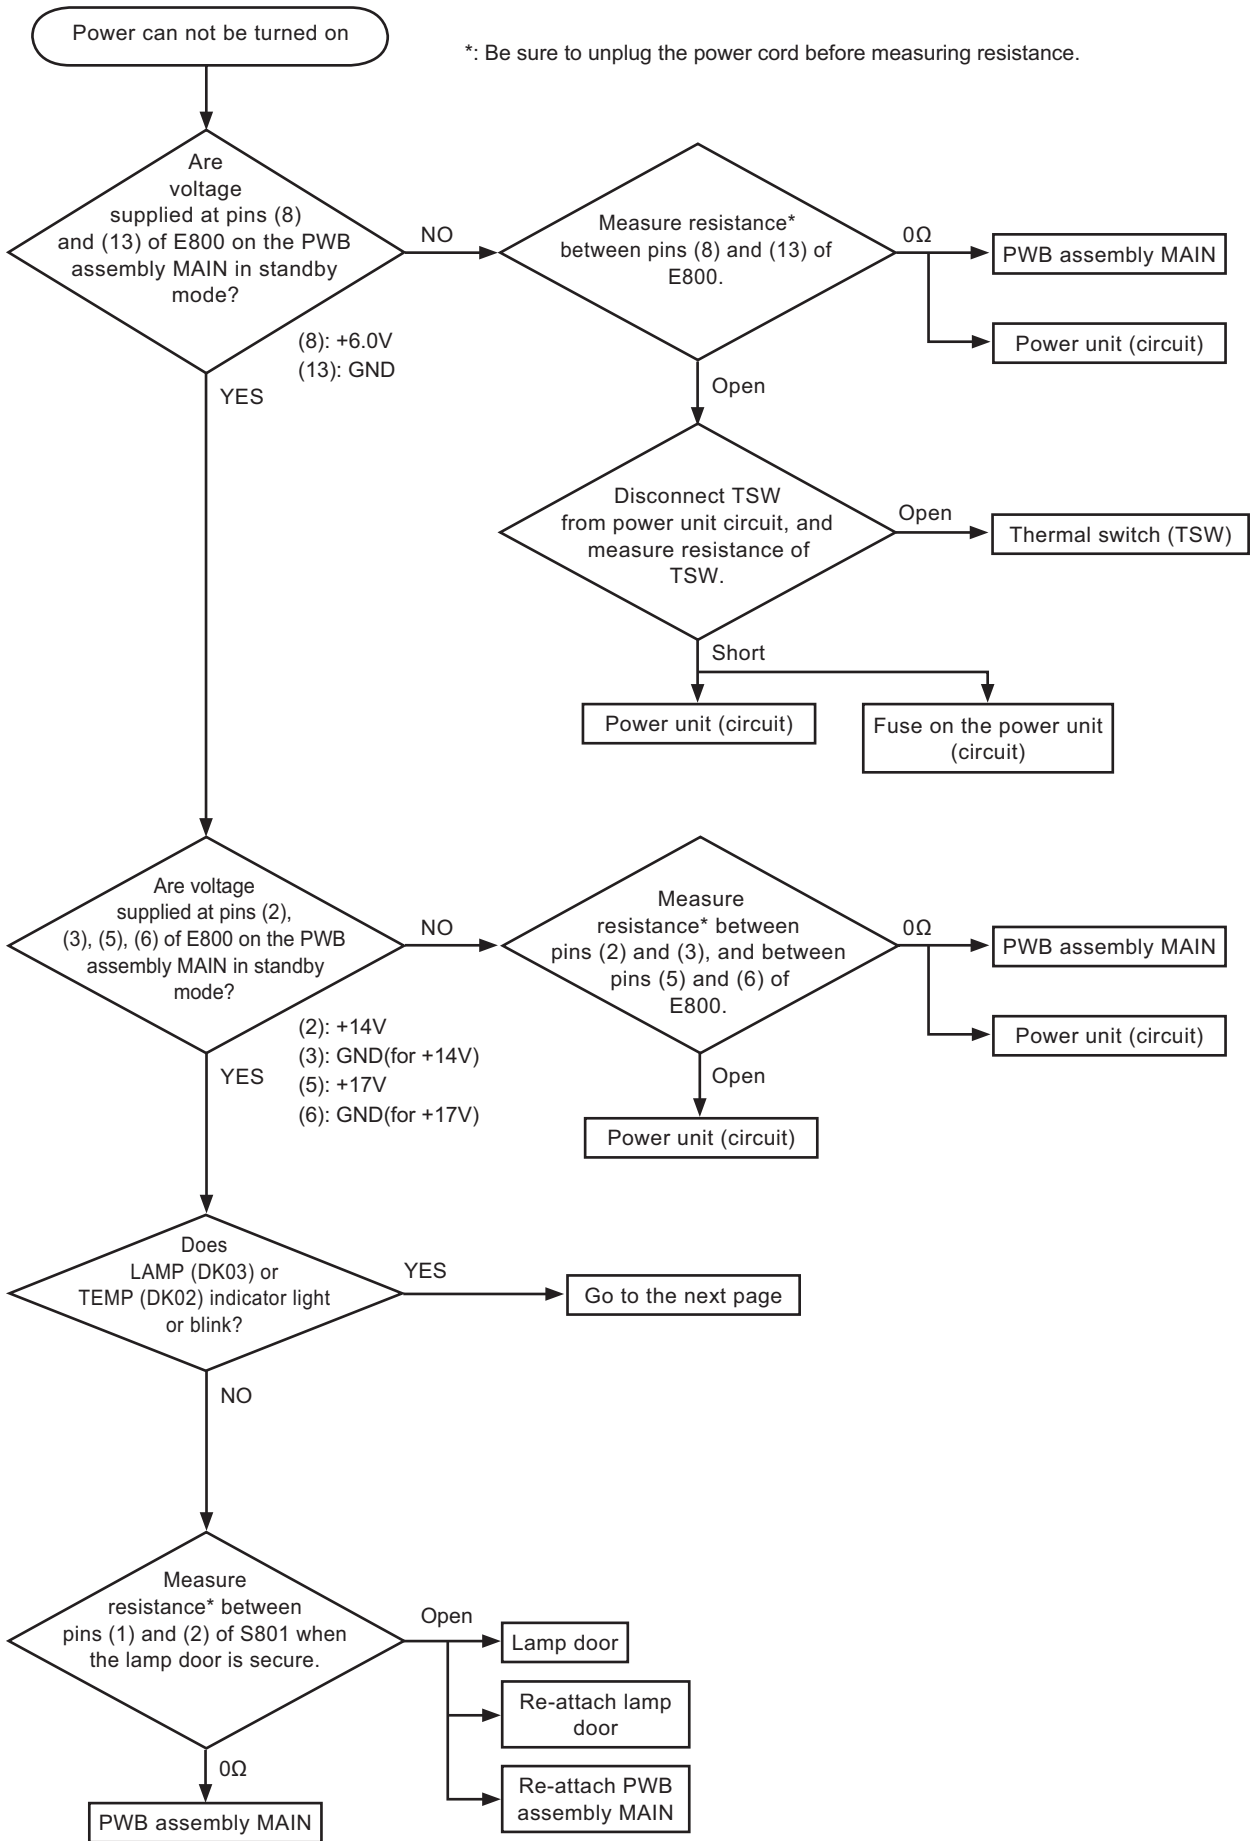 Power can not be turned on
*: Be sure to unplug the power cord before measuring resistance.
Are
voltage
supplied at pins (8)
and (13) of E800 on the PWB
assembly MAIN in standby
mode?
NO
(8): +6.0V
(13): GND
YES
Measure resistance*
between pins (8) and (13) of
E800.
0Ω
PWB assembly MAIN
Power unit (circuit)
Open
Disconnect TSW
from power unit circuit, and
measure resistance of
TSW.
Open
Thermal switch (TSW)
Short
Power unit (circuit)
Fuse on the power unit
(circuit)
Are voltage
supplied at pins (2),
(3), (5), (6) of E800 on the PWB
assembly MAIN in standby
mode?
NO
(2): +14V
(3): GND(for +14V)
(5): +17V
(6): GND(for +17V)
YES
Measure
resistance* between
pins (2) and (3), and between
pins (5) and (6) of
E800.
0Ω
PWB assembly MAIN
Power unit (circuit)
Open
Power unit (circuit)
Does
LAMP (DK03) or
TEMP (DK02) indicator light
or blink?
YES
Go to the next page
NO
Measure
resistance* between
pins (1) and (2) of S801 when
the lamp door is secure.
Open
Lamp door
Re-attach lamp
door
Re-attach PWB
assembly MAIN
0Ω
PWB assembly MAIN